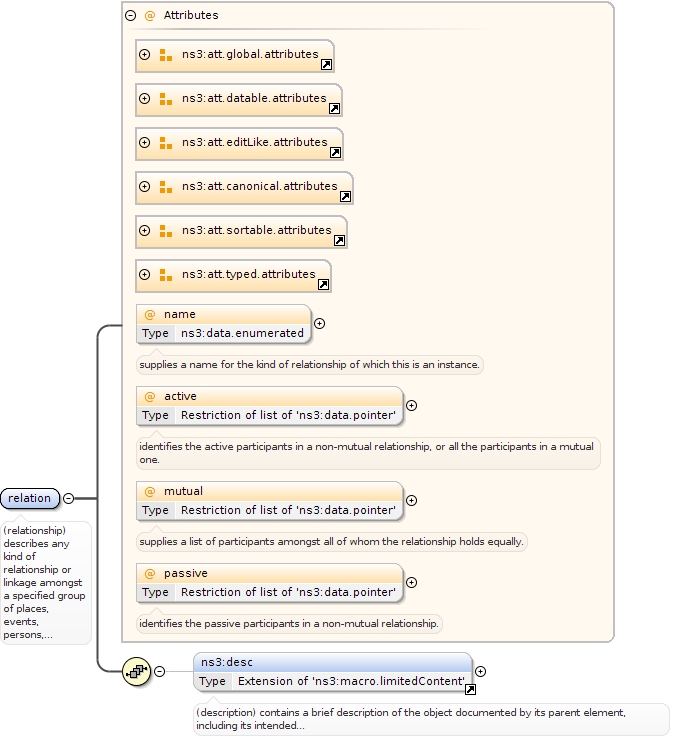 @ Attributes
ns3:att.global.attributes
ns3:att.datable.attributes
ns3:att.editLike.attributes
ns3:att.canonical.attributes
ns3:att.sortable.attributes
ns3:att.typed.attributes
@ name
Type ns3:data.enumerated
supplies a name for the kind of relationship of which this is an instance.
@ active
Type Restriction of list of 'ns3:data.pointer'
identifies the active participants in a non-mutual relationship, or all the participants in a mutual
one.
@ mutual
Type Restriction of list of 'ns3:data.pointer'
supplies a list of participants amongst all of whom the relationship holds equally.
@ passive
Type Restriction of list of 'ns3:data.pointer'
identifies the passive participants in a non-mutual relationship.
relation
(relationship)
describes any
kind of
relationship or
linkage amongst
a specified group
of places,
events,
persons,...
ns3:desc
Type Extension of 'ns3:macro.limitedContent'
(description) contains a brief description of the object documented by its parent element,
including its intended...